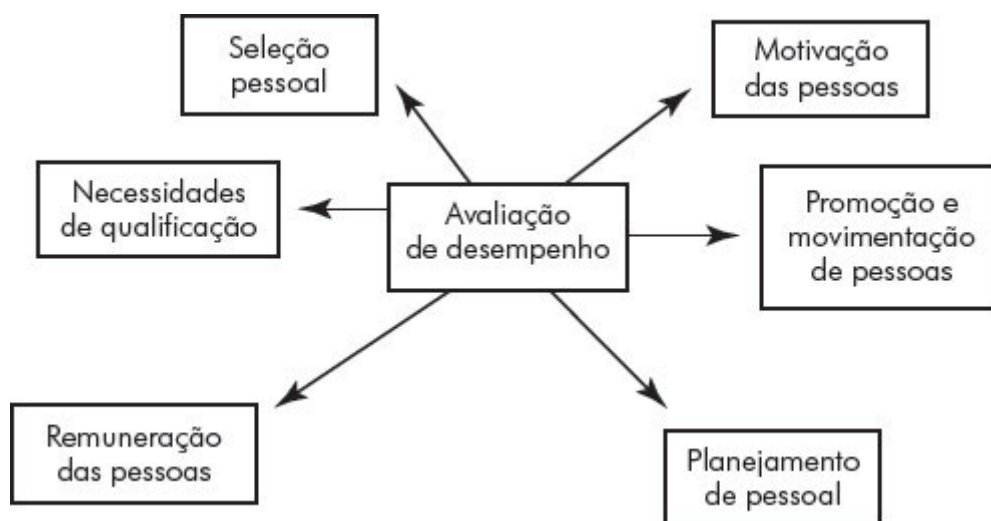 Seleção
pessoal
Motivação
das pessoas
Necessidades
de qualificação
Avaliação
de desempenho
Promoção e
movimentação
de pessoas
Remuneração
das pessoas
Planejamento
de pessoal